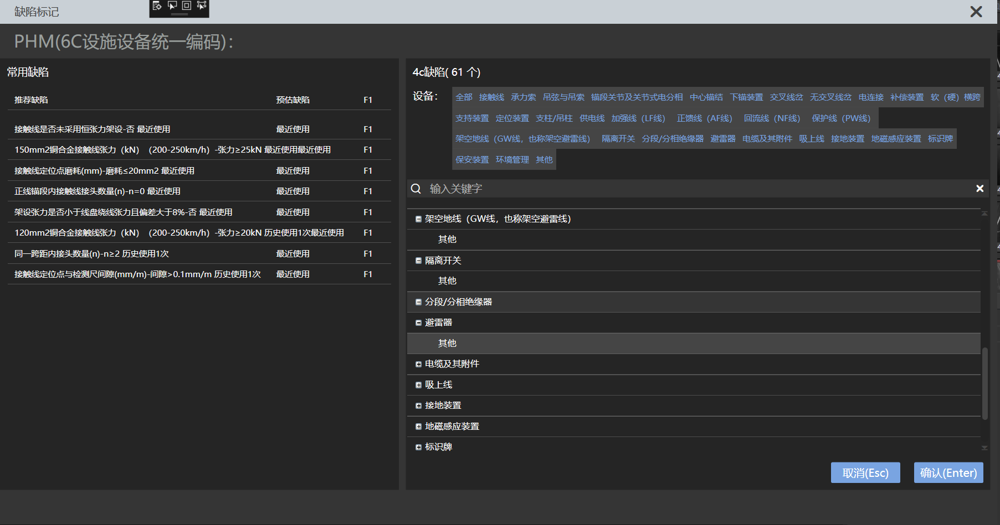 缺陷标记
PHM(6C设施设备统一编码)：
常用缺陷
推荐缺陷 预估缺陷 F1
接触线是否未采用恒张力架设-否 最近使用 最近使用 F1
150mm2铜合金接触线张力（kN）（200-250km/h）-张力≥25kN 最近使用最近使用 F1
接触线定位点磨耗(mm)-磨耗≤20mm2 最近使用 最近使用 F1
正线锚段内接触线接头数量(n)-n=0 最近使用 最近使用 F1
架设张力是否小于线盘绕线张力且偏差大于8%-否 最近使用 最近使用 F1
120mm2铜合金接触线张力（kN）（200-250km/h）-张力≥20kN 历史使用1次最近使用 F1
同一跨距内接头数量(n)-n≥2 历史使用1次 最近使用 F1
接触线定位点与检测尺间隙(mm/m)-间隙>0.1mm/m 历史使用1次 最近使用 F1
4c缺陷( 61 个)
设备： 全部 接触线 承力索 吊弦与吊索 锚段关节及关节式电分相 中心锚结 下锚装置 交叉线岔 无交叉线岔 电连接 补偿装置 软（硬）横跨
支持装置 定位装置 支柱/吊柱 供电线 加强线（LF线） 正馈线（AF线） 回流线（NF线） 保护线（PW线）
架空地线（GW线，也称架空避雷线） 隔离开关 分段/分相绝缘器 避雷器 电缆及其附件 吸上线 接地装置 地磁感应装置 标识牌
保安装置 环境管理 其他
输入关键字
架空地线（GW线，也称架空避雷线）
其他
隔离开关
其他
分段/分相绝缘器
避雷器
其他
电缆及其附件
吸上线
接地装置
地磁感应装置
标识牌
取消(Esc) 确认(Enter)